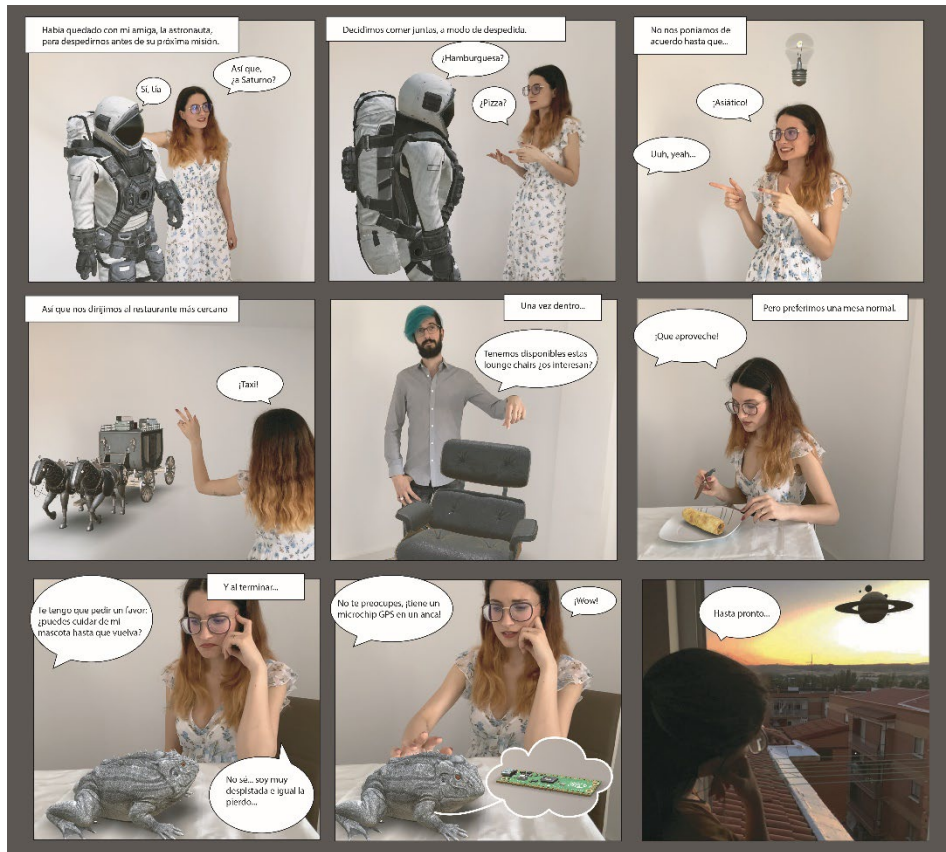 Había quedado con mi amiga, la astronauta,
para despedirnos antes de su próxima misión.
Así que,
¿a Saturno?
Sí, tía
Decidimos comer juntas, a modo de despedida.
¿Hamburguesa?
¿Pizza?
No nos poníamos de
acuerdo hasta que...
¡Asiático!
Uuh, yeah...
Así que nos dirijimos al restaurante más cercano
¡Taxi!
Una vez dentro...
Tenemos disponibles estas
lounge chairs ¿os interesan?
Pero preferimos una mesa normal.
¡Que aproveche!
Y al terminar...
Te tengo que pedir un favor:
¿puedes cuidar de mi
mascota hasta que vuelva?
No sé... soy muy
despistada e igual la
pierdo...
No te preocupes, ¡tiene un
microchip GPS en un anca!
¡Wow!
Hasta pronto...